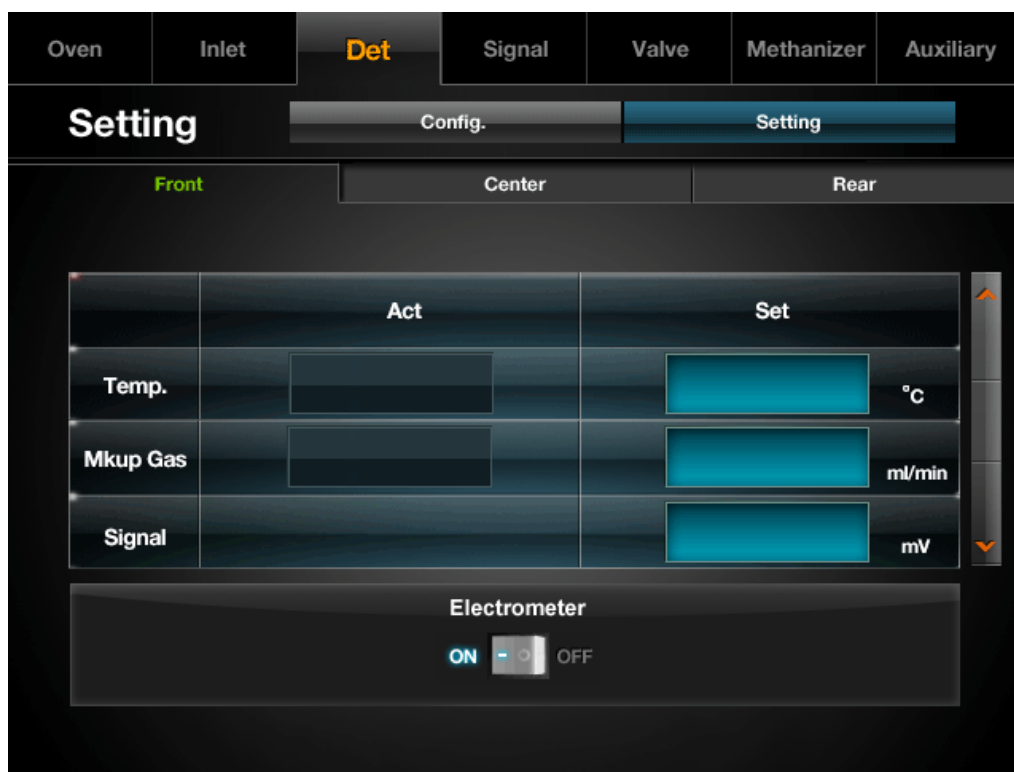 Oven Inlet Det Signal Valve Methanizer Auxiliary
Setting Config. Setting
Front Center Rear
Act Set
Temp. °C
Mkup Gas ml/min
Signal mV
Electrometer
ON OFF